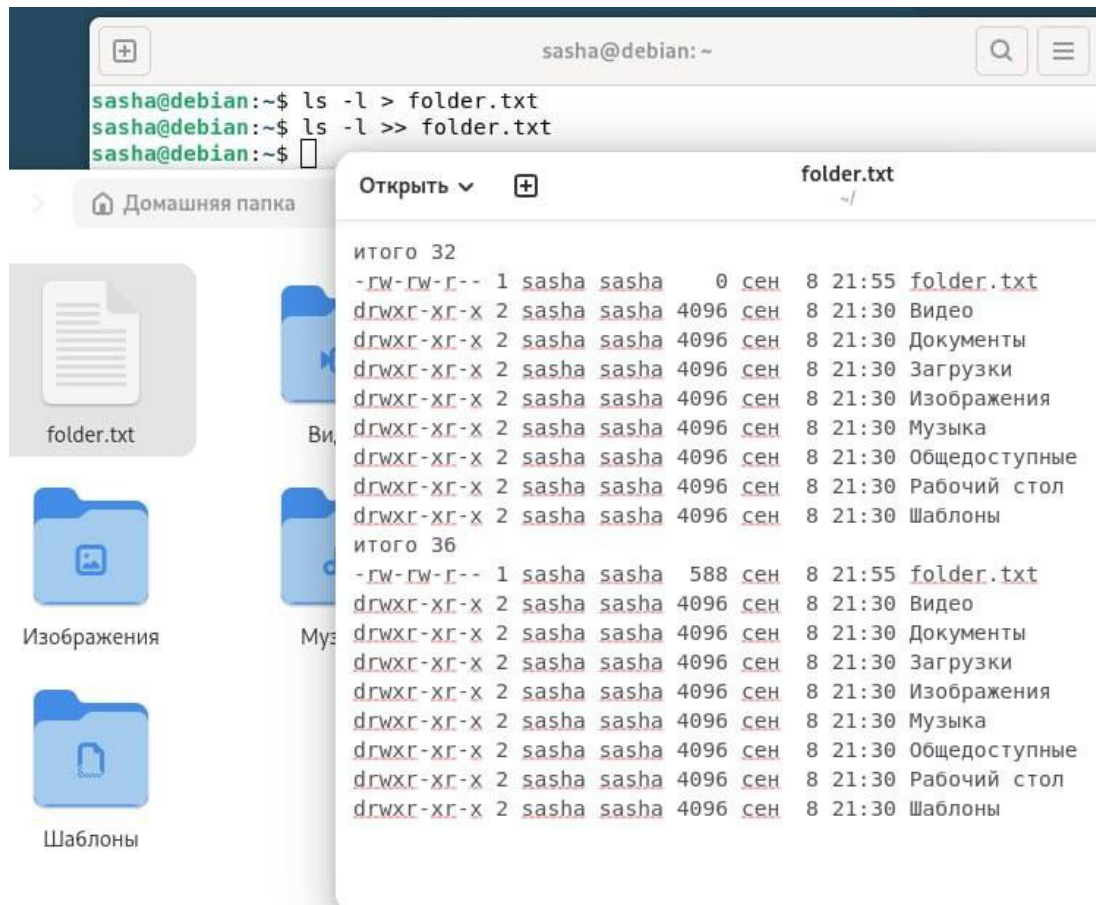 sasha@debian: ~
sasha@debian:~$ ls -l > folder.txt
sasha@debian:~$ ls -l >> folder.txt
sasha@debian:~$
Домашняя папка
folder.txt
Ви
Изображения
Муз
Шаблоны
Открыть
folder.txt
~/
итого 32
-rw-rw-r-- 1 sasha sasha    0 сен  8 21:55 folder.txt
drwxr-xr-x 2 sasha sasha 4096 сен  8 21:30 Видео
drwxr-xr-x 2 sasha sasha 4096 сен  8 21:30 Документы
drwxr-xr-x 2 sasha sasha 4096 сен  8 21:30 Загрузки
drwxr-xr-x 2 sasha sasha 4096 сен  8 21:30 Изображения
drwxr-xr-x 2 sasha sasha 4096 сен  8 21:30 Музыка
drwxr-xr-x 2 sasha sasha 4096 сен  8 21:30 Общедоступные
drwxr-xr-x 2 sasha sasha 4096 сен  8 21:30 Рабочий стол
drwxr-xr-x 2 sasha sasha 4096 сен  8 21:30 Шаблоны
итого 36
-rw-rw-r-- 1 sasha sasha  588 сен  8 21:55 folder.txt
drwxr-xr-x 2 sasha sasha 4096 сен  8 21:30 Видео
drwxr-xr-x 2 sasha sasha 4096 сен  8 21:30 Документы
drwxr-xr-x 2 sasha sasha 4096 сен  8 21:30 Загрузки
drwxr-xr-x 2 sasha sasha 4096 сен  8 21:30 Изображения
drwxr-xr-x 2 sasha sasha 4096 сен  8 21:30 Музыка
drwxr-xr-x 2 sasha sasha 4096 сен  8 21:30 Общедоступные
drwxr-xr-x 2 sasha sasha 4096 сен  8 21:30 Рабочий стол
drwxr-xr-x 2 sasha sasha 4096 сен  8 21:30 Шаблоны